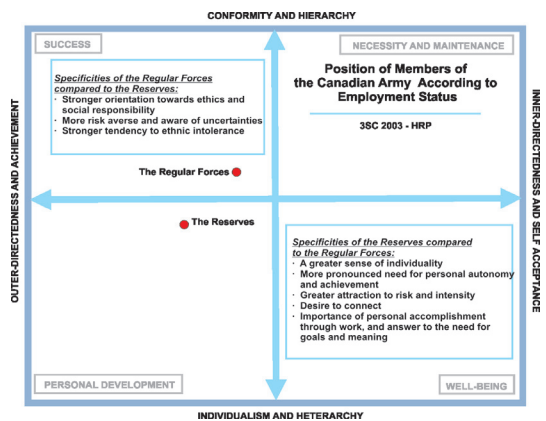 CONFORMITY AND HIERARCHY
SUCCESS
NECESSITY AND MAINTENANCE
Position of Members of
the Canadian Army According to
Employment Status
3SC 2003 - HRP
Specificities of the Regular Forces
compared to the Reserves:
· Stronger orientation towards ethics and
social responsibility
· More risk averse and aware of uncertainties
· Stronger tendency to ethnic intolerance
OUTER-DIRECTEDNESS AND ACHIEVEMENT
INNER-DIRECTEDNESS AND SELF ACCEPTANCE
The Regular Forces
The Reserves
Specificities of the Reserves compared
to the Regular Forces:
· A greater sense of individuality
· More pronounced need for personal autonomy
and achievement
· Greater attraction to risk and intensity
· Desire to connect
· Importance of personal accomplishment
through work, and answer to the need for
goals and meaning
PERSONAL DEVELOPMENT
WELL-BEING
INDIVIDUALISM AND HETERARCHY